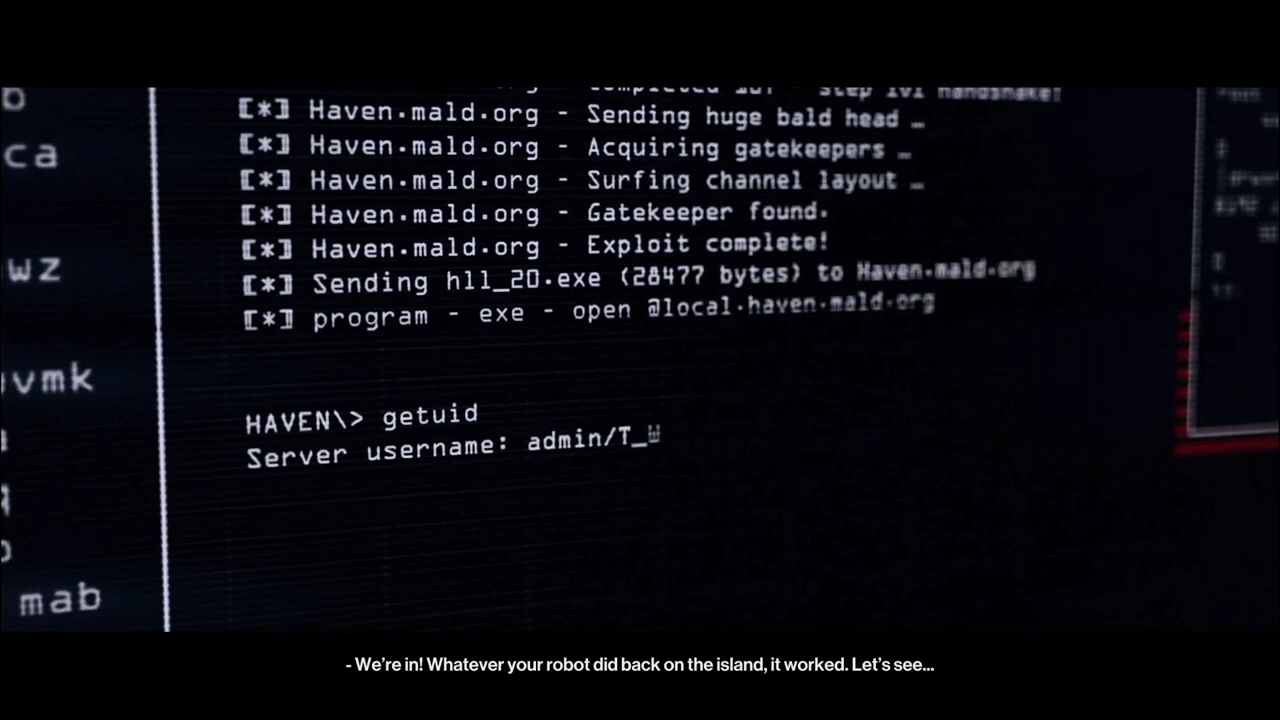 b
[*] Haven.mald.org - Sending huge bald head …
[*] Haven.mald.org - Acquiring gatekeepers …
ca
[*] Haven.mald.org - Surfing channel layout …
[*] Haven.mald.org - Gatekeeper found.
[*] Haven.mald.org - Exploit complete!
wz
[*] Sending hll_20.exe (28477 bytes) to Haven.mald.org
[*] program - exe - open @local.haven.mald.org
vmk
HAVEN\> getuid
Server username: admin/T_
mab
- We’re in! Whatever your robot did back on the island, it worked. Let’s see...